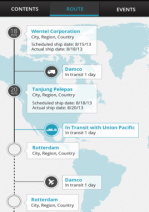 CONTENTS
ROUTE
EVENTS
Werniel Corporation
City, Region, Country
Scheduled ship date: 8/15/13
Actual ship date: 8/18/13
Damco
In transit 1 day
Tanjung Pelepas
City, Region, Country
Scheduled ship date: 8/18/13
Actual ship date: 8/20/13
In Transit with Union Pacific
In transit 1 day
Rotterdam
City, Region, Country
Damco
In transit 1 day
Rotterdam
City, Region, Country